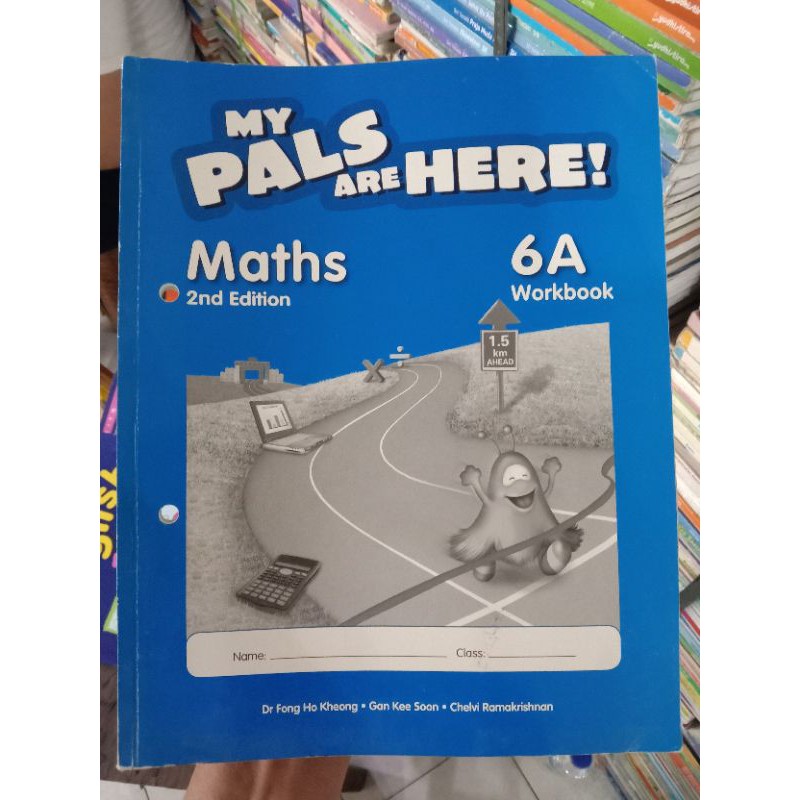 MY
PALS
ARE HERE!
Maths
2nd Edition
6A
Workbook
1.5
km
AHEAD
Name:
Class:
Dr Fong Ho Kheong • Gan Kee Soon • Chelvi Ramakrishnan